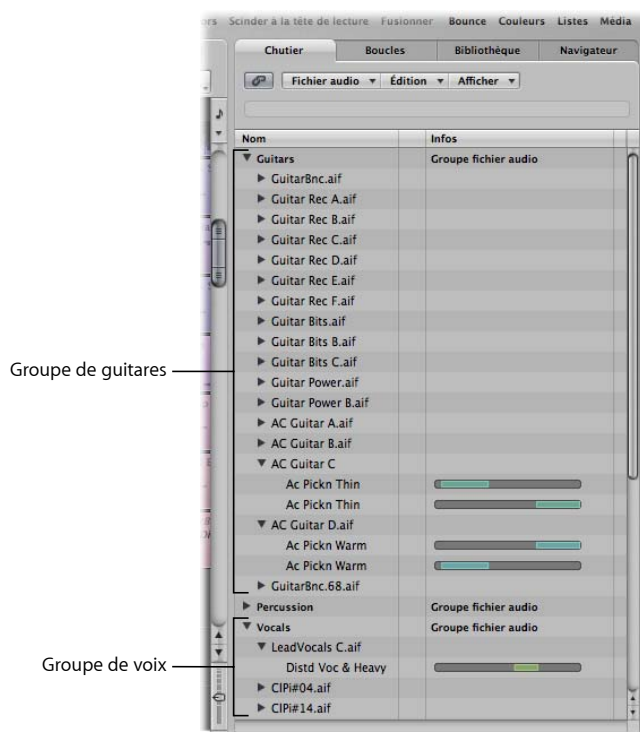 Scinder à la tête de lecture Fusionner Bounce Couleurs Listes Média
Chutier Boucles Bibliothèque Navigateur
Fichier audio Édition Afficher
Nom Infos
Guitars Groupe fichier audio
GuitarBnc.aif
Guitar Rec A.aif
Guitar Rec B.aif
Guitar Rec C.aif
Guitar Rec D.aif
Guitar Rec E.aif
Guitar Rec F.aif
Guitar Bits.aif
Guitar Bits B.aif
Guitar Bits C.aif
Groupe de guitares
Guitar Power.aif
Guitar Power B.aif
AC Guitar A.aif
AC Guitar B.aif
AC Guitar C
Ac Pickn Thin
Ac Pickn Thin
AC Guitar D.aif
Ac Pickn Warm
Ac Pickn Warm
GuitarBnc.68.aif
Percussion Groupe fichier audio
Vocals Groupe fichier audio
LeadVocals C.aif
Groupe de voix
Distd Voc & Heavy
CIPi#04.aif
CIPi#14.aif